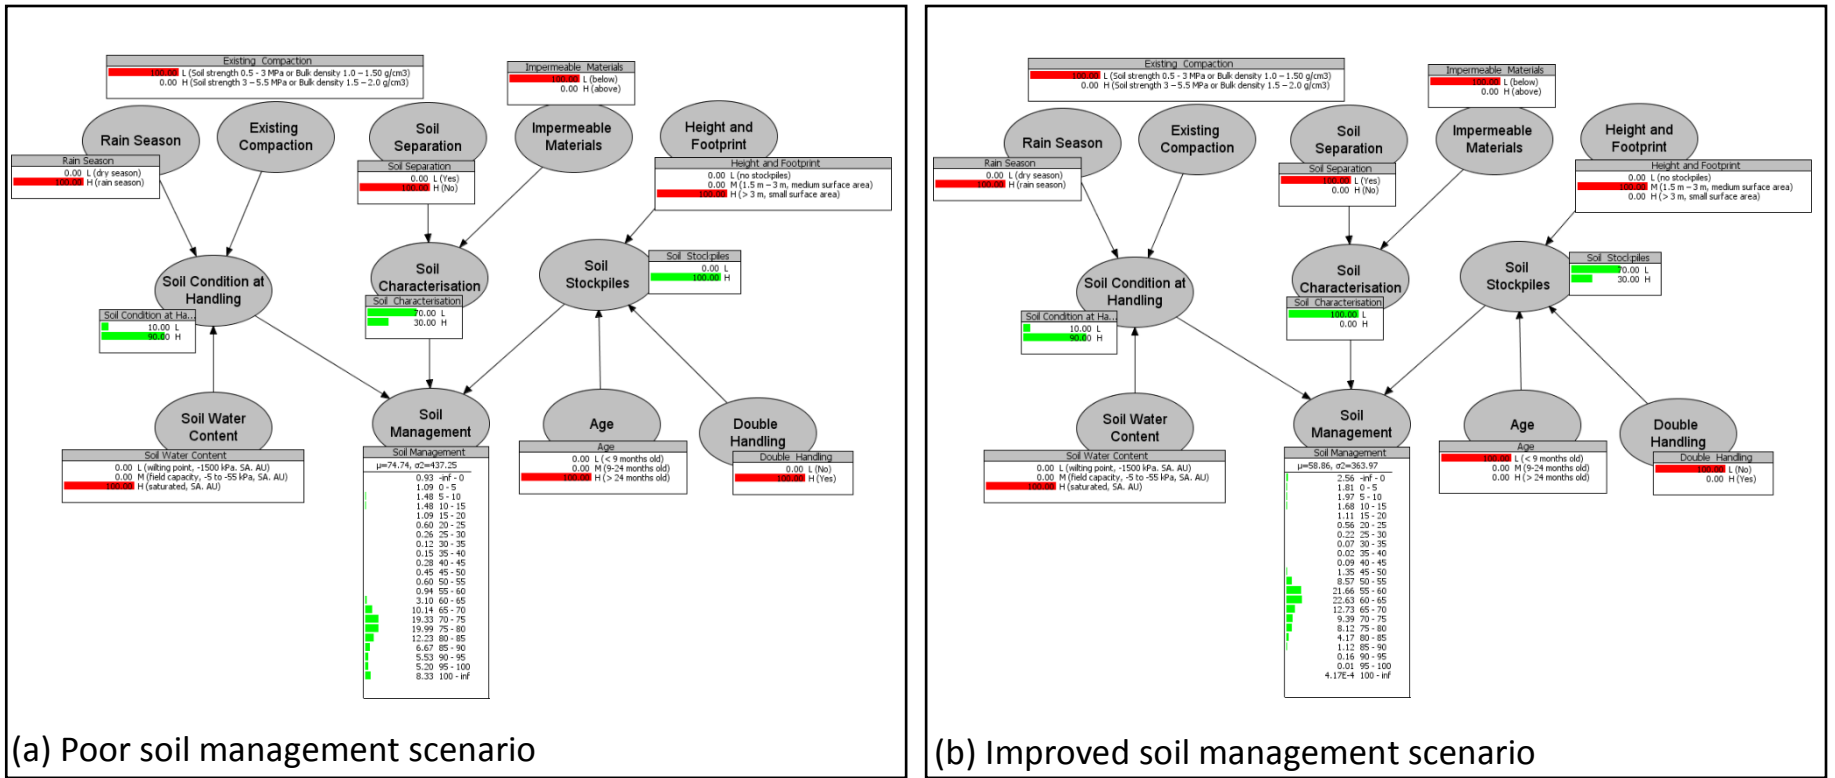 Existing Compaction
100.00 L (Soil strength 0.5 - 3 MPa or Bulk density 1.0 – 1.50 g/cm3)
0.00 H (Soil strength 3 – 5.5 MPa or Bulk density 1.5 – 2.0 g/cm3)
Impermeable Materials
100.00 L (below)
0.00 H (above)
Rain Season
Existing
Compaction
Soil
Separation
Impermeable
Materials
Height and
Footprint
Rain Season
0.00 L (dry season)
100.00 H (rain season)
Soil Separation
0.00 L (Yes)
100.00 H (No)
Height and Footprint
0.00 L (no stockpiles)
0.00 M (1.5 m – 3 m, medium surface area)
100.00 H (> 3 m, small surface area)
Soil Condition at
Handling
Soil
Characterisation
Soil
Stockpiles
Soil Stockpiles
0.00 L
100.00 H
Soil Condition at Ha...
10.00 L
90.00 H
Soil Characterisation
70.00 L
30.00 H
Soil Water
Content
Soil
Management
Age
Double
Handling
Soil Water Content
0.00 L (wilting point, -1500 kPa. SA. AU)
0.00 M (field capacity, -5 to -55 kPa, SA. AU)
100.00 H (saturated, SA. AU)
Age
0.00 L (< 9 months old)
0.00 M (9-24 months old)
100.00 H (> 24 months old)
Double Handling
0.00 L (No)
100.00 H (Yes)
Soil Management
μ=74.74, σ2=437.25
0.93 -inf - 0
1.09 0 - 5
1.48 5 - 10
1.48 10 - 15
1.09 15 - 20
0.60 20 - 25
0.26 25 - 30
0.12 30 - 35
0.15 35 - 40
0.28 40 - 45
0.45 45 - 50
0.60 50 - 55
0.94 55 - 60
3.10 60 - 65
10.14 65 - 70
19.33 70 - 75
19.99 75 - 80
12.23 80 - 85
6.67 85 - 90
5.53 90 - 95
5.20 95 - 100
8.33 100 - inf
(a) Poor soil management scenario
Existing Compaction
100.00 L (Soil strength 0.5 - 3 MPa or Bulk density 1.0 – 1.50 g/cm3)
0.00 H (Soil strength 3 – 5.5 MPa or Bulk density 1.5 – 2.0 g/cm3)
Impermeable Materials
100.00 L (below)
0.00 H (above)
Rain Season
Existing
Compaction
Soil
Separation
Impermeable
Materials
Height and
Footprint
Rain Season
0.00 L (dry season)
100.00 H (rain season)
Soil Separation
100.00 L (Yes)
0.00 H (No)
Height and Footprint
0.00 L (no stockpiles)
100.00 M (1.5 m – 3 m, medium surface area)
0.00 H (> 3 m, small surface area)
Soil Condition at
Handling
Soil
Characterisation
Soil
Stockpiles
Soil Stockpiles
70.00 L
30.00 H
Soil Condition at Ha...
10.00 L
90.00 H
Soil Characterisation
100.00 L
0.00 H
Soil Water
Content
Soil
Management
Age
Double
Handling
Soil Water Content
0.00 L (wilting point, -1500 kPa. SA. AU)
0.00 M (field capacity, -5 to -55 kPa, SA. AU)
100.00 H (saturated, SA. AU)
Age
100.00 L (< 9 months old)
0.00 M (9-24 months old)
0.00 H (> 24 months old)
Double Handling
100.00 L (No)
0.00 H (Yes)
Soil Management
μ=58.86, σ2=363.97
2.56 -inf - 0
1.81 0 - 5
1.97 5 - 10
1.68 10 - 15
1.11 15 - 20
0.56 20 - 25
0.22 25 - 30
0.07 30 - 35
0.02 35 - 40
0.09 40 - 45
1.35 45 - 50
8.57 50 - 55
21.66 55 - 60
22.63 60 - 65
12.73 65 - 70
9.39 70 - 75
8.12 75 - 80
4.17 80 - 85
1.12 85 - 90
0.16 90 - 95
0.01 95 - 100
4.17E-4 100 - inf
(b) Improved soil management scenario